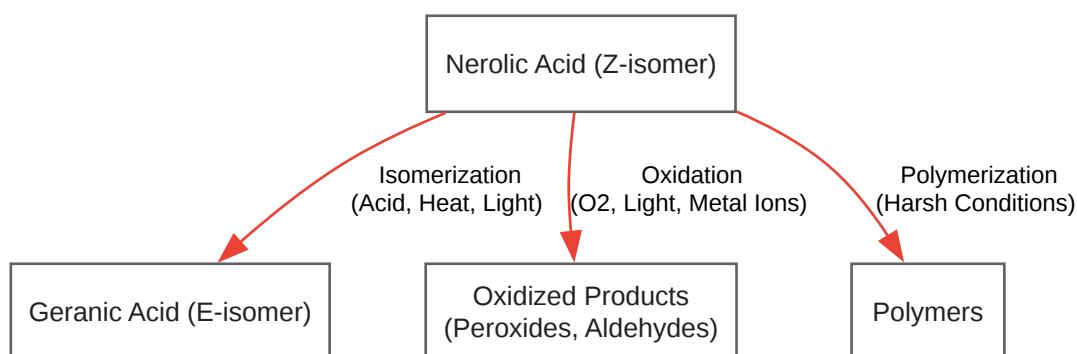 Nerolic Acid (Z-isomer)
Isomerization
(Acid, Heat, Light)
Oxidation
(O2, Light, Metal Ions)
Polymerization
(Harsh Conditions)
Geranic Acid (E-isomer)
Oxidized Products
(Peroxides, Aldehydes)
Polymers